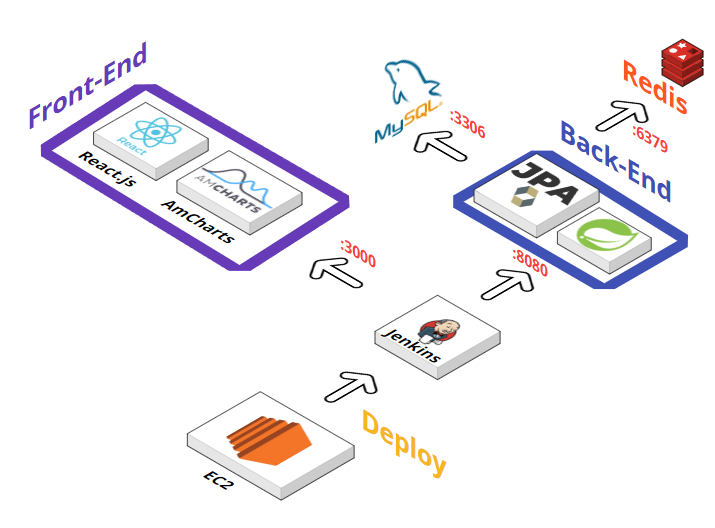 Front-End
React
React.js
AMCHARTS
AmCharts
MySQL
:3306
Redis
:6379
Back-End
JPA
:3000
:8080
Jenkins
Deploy
EC2